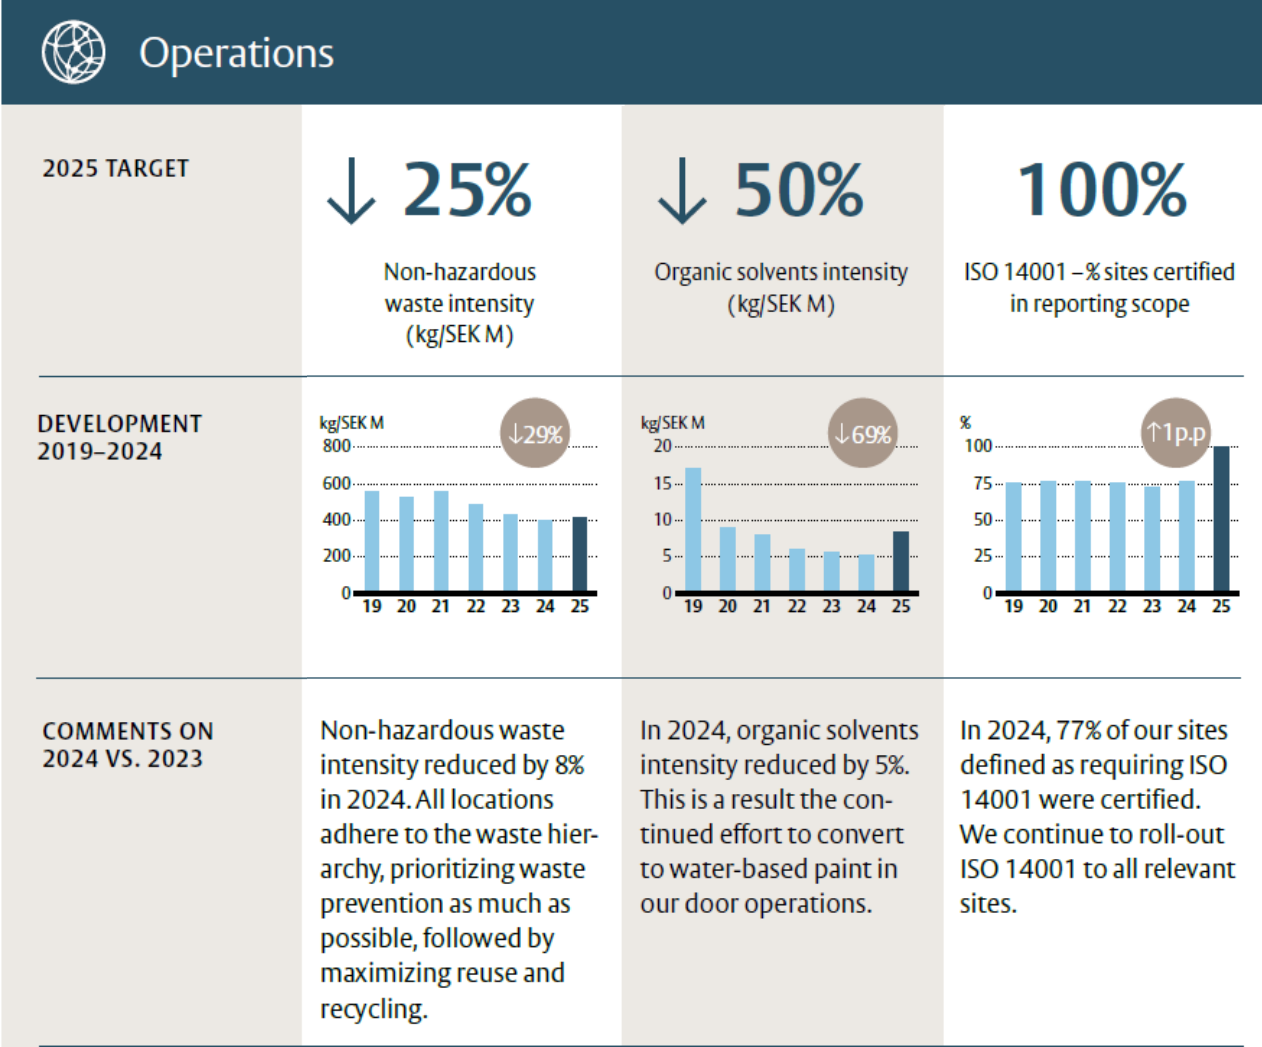 Operations
2025 TARGET
↓ 25%
Non-hazardous
waste intensity
(kg/SEK M)
↓ 50%
Organic solvents intensity
(kg/SEK M)
100%
ISO 14001 – % sites certified
in reporting scope
DEVELOPMENT
2019–2024
kg/SEK M
↓29%
800
600
400
200
0
19 20 21 22 23 24 25
kg/SEK M
↓69%
20
15
10
5
0
19 20 21 22 23 24 25
%
↑1p.p
100
75
50
25
0
19 20 21 22 23 24 25
COMMENTS ON
2024 VS. 2023
Non-hazardous waste
intensity reduced by 8%
in 2024. All locations
adhere to the waste hier-
archy, prioritizing waste
prevention as much as
possible, followed by
maximizing reuse and
recycling.
In 2024, organic solvents
intensity reduced by 5%.
This is a result the con-
tinued effort to convert
to water-based paint in
our door operations.
In 2024, 77% of our sites
defined as requiring ISO
14001 were certified.
We continue to roll-out
ISO 14001 to all relevant
sites.